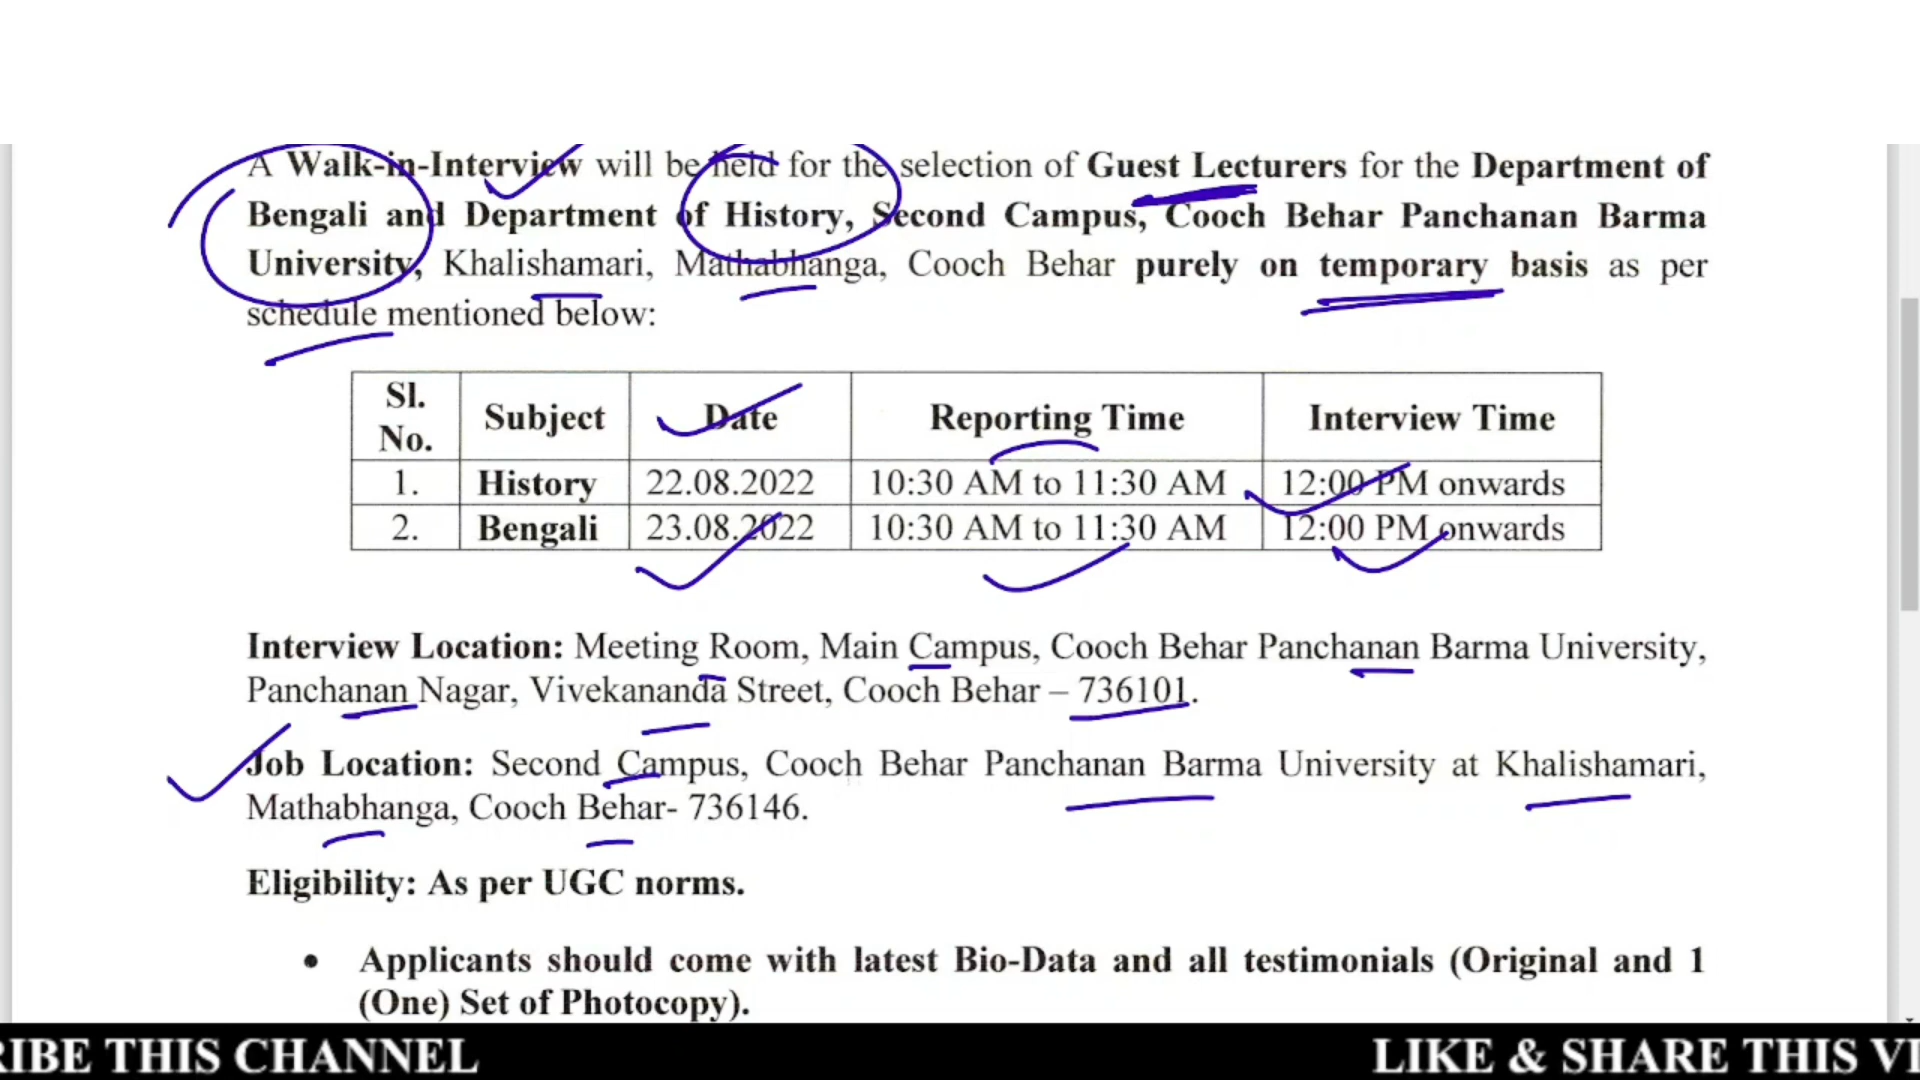 A Walk-in-Interview will be held for the selection of Guest Lecturers for the Department of
Bengali and Department of History, Second Campus, Cooch Behar Panchanan Barma
University, Khalishamari, Mathabhanga, Cooch Behar purely on temporary basis as per
schedule mentioned below:
Sl. No. Subject Date Reporting Time Interview Time
1. History 22.08.2022 10:30 AM to 11:30 AM 12:00 PM onwards
2. Bengali 23.08.2022 10:30 AM to 11:30 AM 12:00 PM onwards
Interview Location: Meeting Room, Main Campus, Cooch Behar Panchanan Barma University,
Panchanan Nagar, Vivekananda Street, Cooch Behar – 736101.
Job Location: Second Campus, Cooch Behar Panchanan Barma University at Khalishamari,
Mathabhanga, Cooch Behar- 736146.
Eligibility: As per UGC norms.
• Applicants should come with latest Bio-Data and all testimonials (Original and 1
(One) Set of Photocopy).
RIBE THIS CHANNEL LIKE & SHARE THIS VI